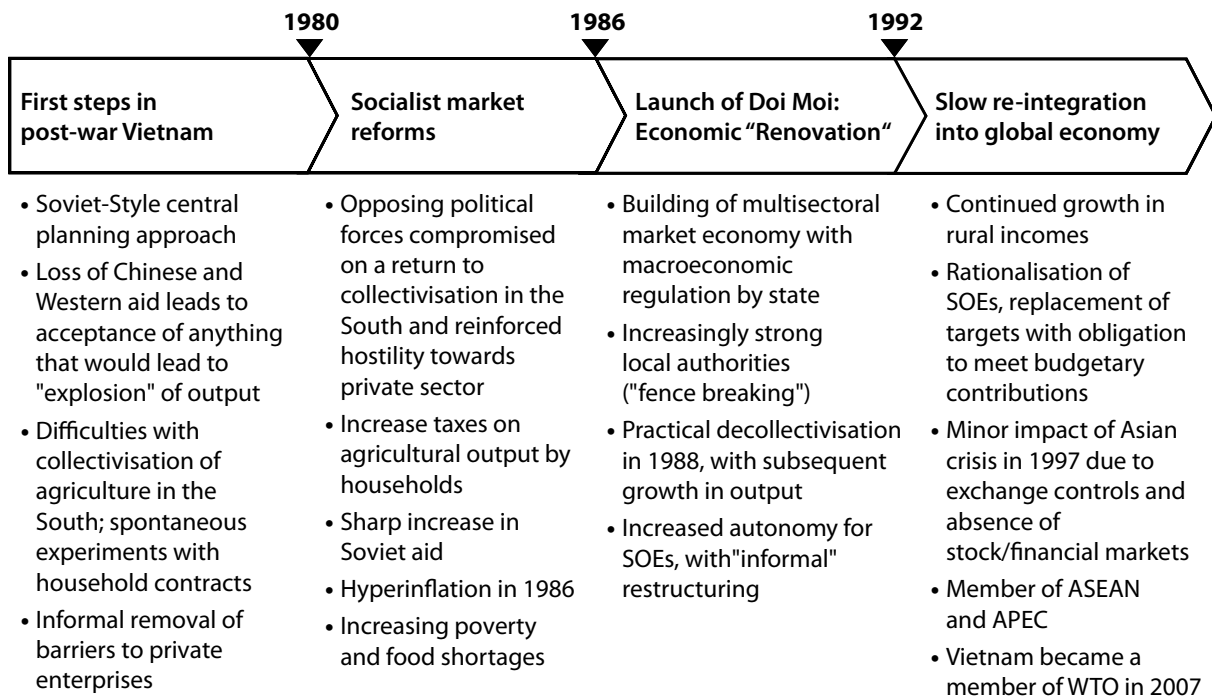 1980
1986
1992
First steps in
post-war Vietnam
Socialist market
reforms
Launch of Doi Moi:
Economic “Renovation“
Slow re-integration
into global economy
• Soviet-Style central
planning approach
• Loss of Chinese and
Western aid leads to
acceptance of anything
that would lead to
"explosion" of output
• Difficulties with
collectivisation of
agriculture in the
South; spontaneous
experiments with
household contracts
• Informal removal of
barriers to private
enterprises
• Opposing political
forces compromised
on a return to
collectivisation in the
South and reinforced
hostility towards
private sector
• Increase taxes on
agricultural output by
households
• Sharp increase in
Soviet aid
• Hyperinflation in 1986
• Increasing poverty
and food shortages
• Building of multisectoral
market economy with
macroeconomic
regulation by state
• Increasingly strong
local authorities
("fence breaking")
• Practical decollectivisation
in 1988, with subsequent
growth in output
• Increased autonomy for
SOEs, with"informal"
restructuring
• Continued growth in
rural incomes
• Rationalisation of
SOEs, replacement of
targets with obligation
to meet budgetary
contributions
• Minor impact of Asian
crisis in 1997 due to
exchange controls and
absence of
stock/financial markets
• Member of ASEAN
and APEC
• Vietnam became a
member of WTO in 2007